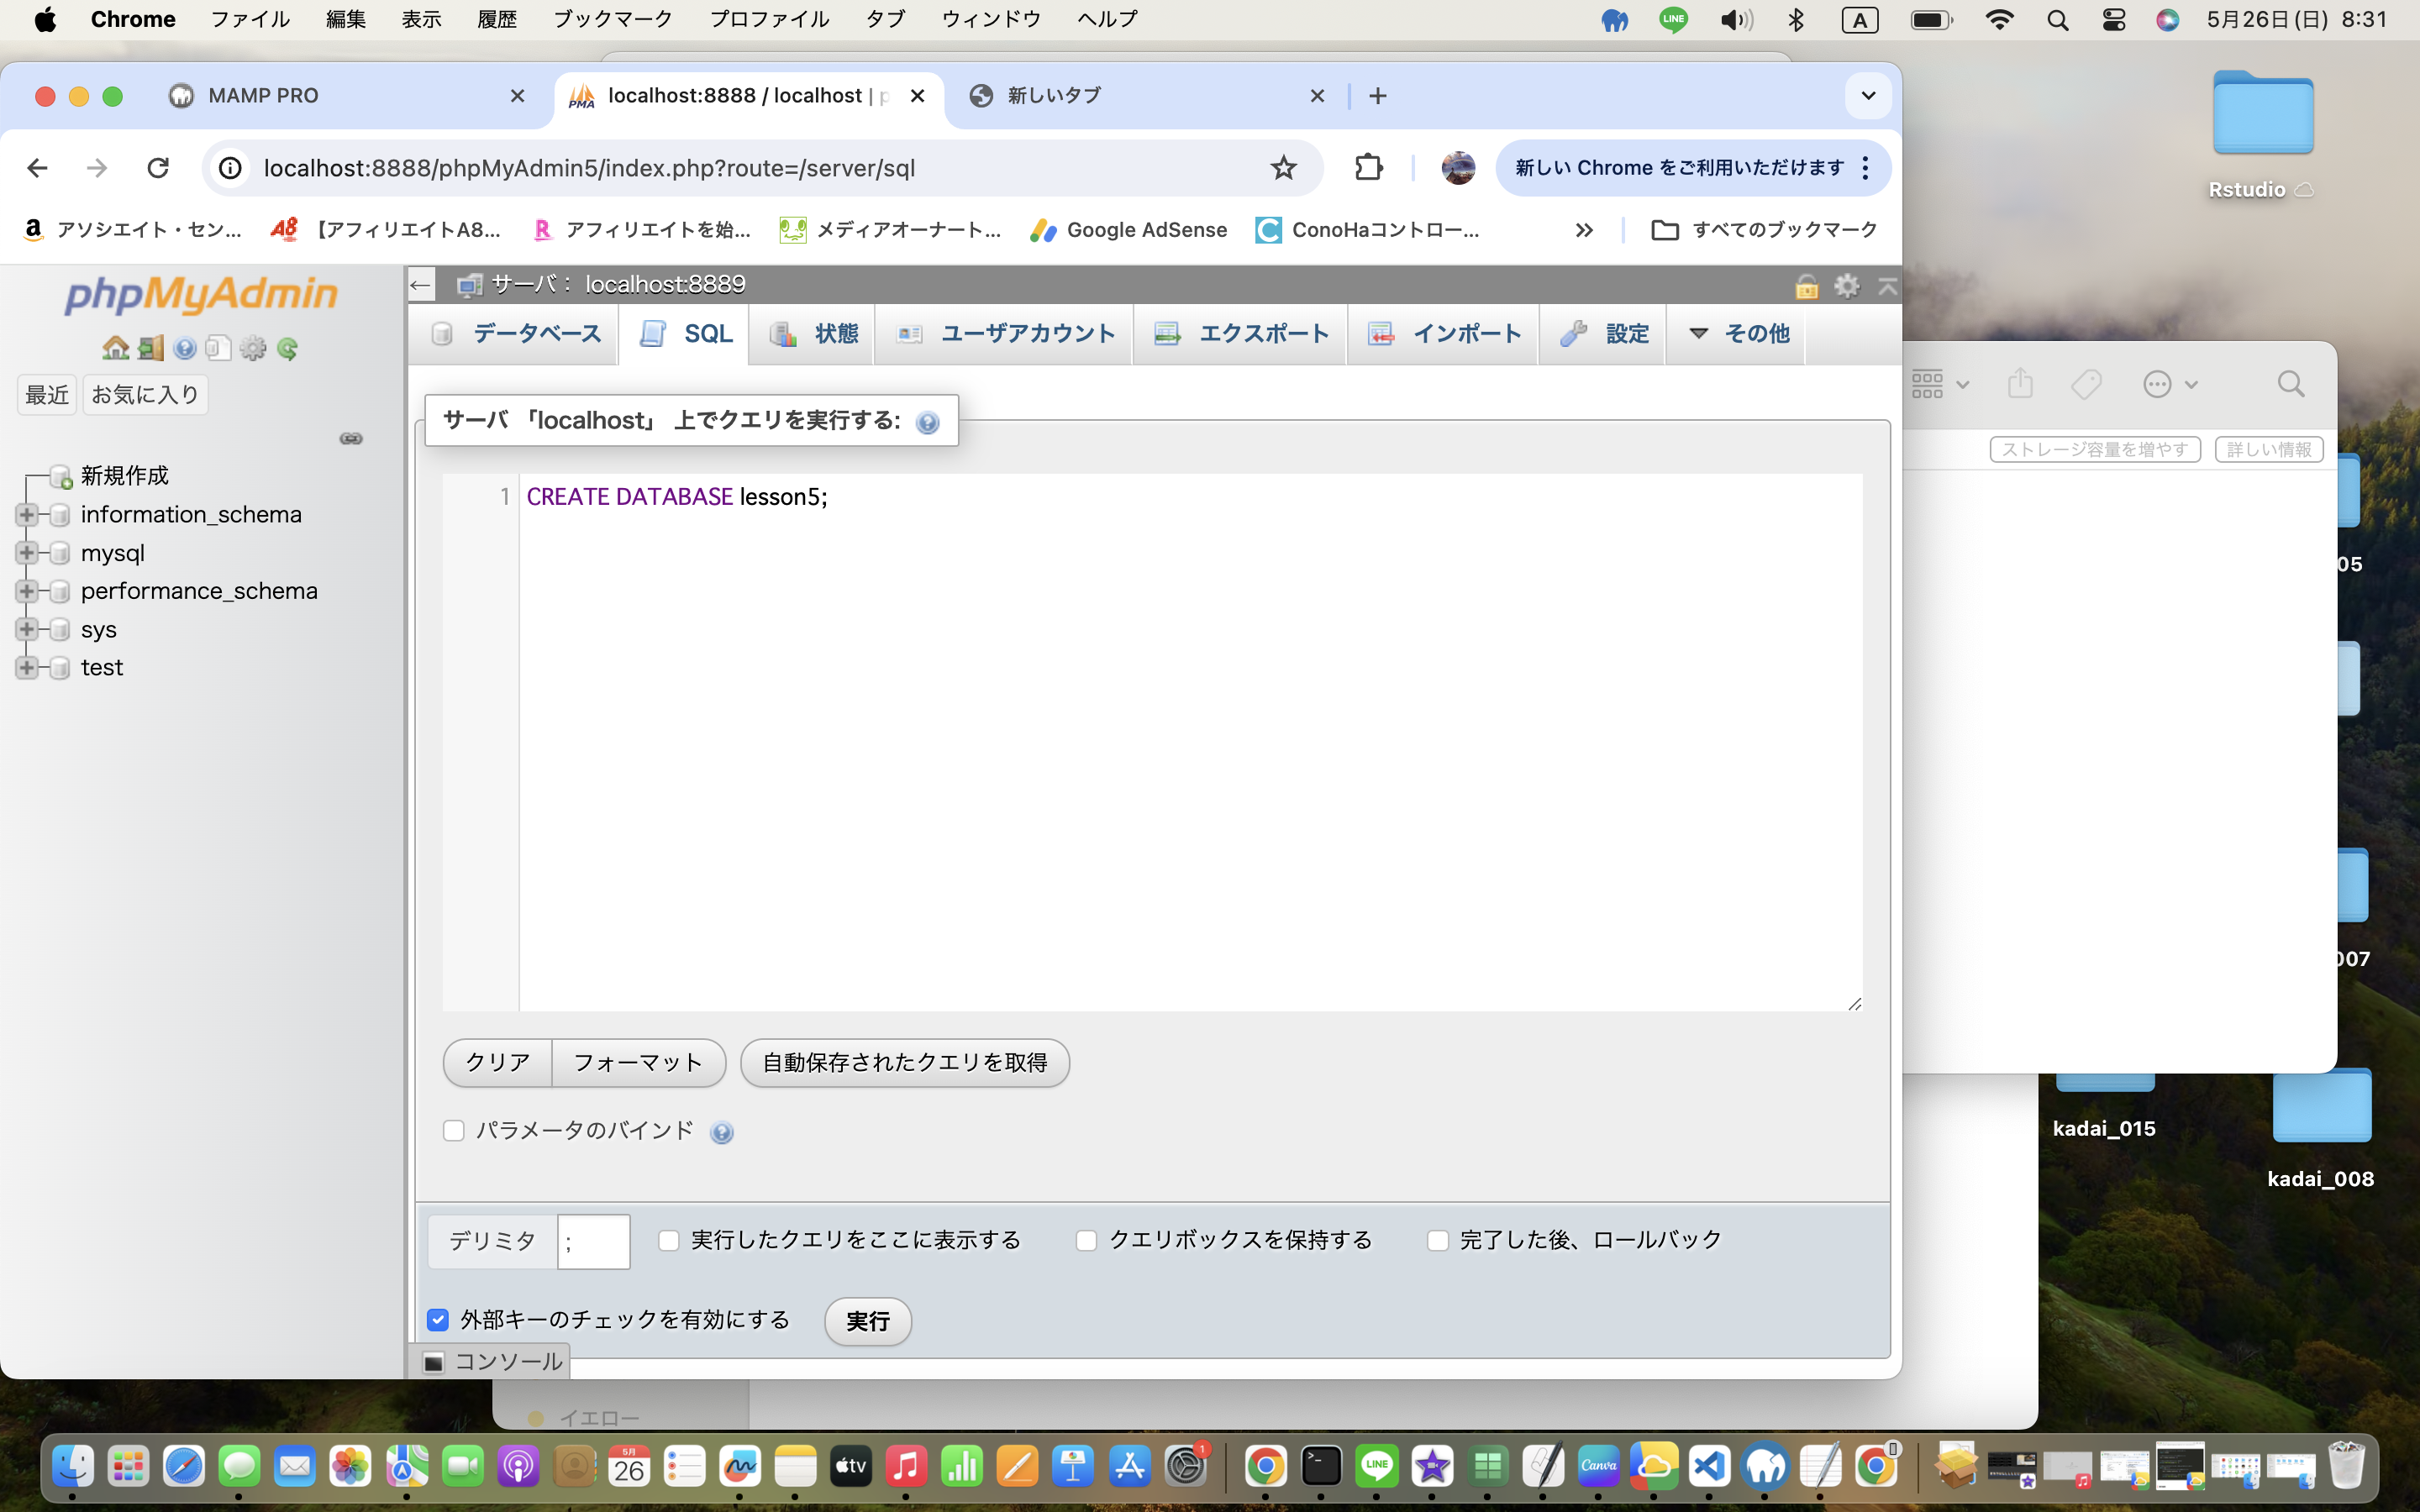 Chrome ファイル 編集 表示 履歴 ブックマーク プロファイル タブ ウィンドウ ヘルプ LINE A 5月26日(日) 8:31
MAMP PRO
PMA localhost:8888 / localhost |
新しいタブ
localhost:8888/phpMyAdmin5/index.php?route=/server/sql
新しい Chrome をご利用いただけます
a アソシエイト・セン...
A8 【アフィリエイトA8...
R アフィリエイトを始...
メディアオーナート...
Google AdSense
C ConoHaコントロー...
すべてのブックマーク
phpMyAdmin
最近 お気に入り
新規作成
information_schema
mysql
performance_schema
sys
test
サーバ: localhost:8889
データベース SQL 状態 ユーザアカウント エクスポート インポート 設定 その他
サーバ 「localhost」 上でクエリを実行する:
1 CREATE DATABASE lesson5;
クリア フォーマット 自動保存されたクエリを取得
パラメータのバインド
デリミタ ; 実行したクエリをここに表示する クエリボックスを保持する 完了した後、ロールバック
外部キーのチェックを有効にする 実行
コンソール
Rstudio
ストレージ容量を増やす 詳しい情報
05
007
kadai_015
kadai_008
イエロー
5月
26
tv
1
LINE
Canva